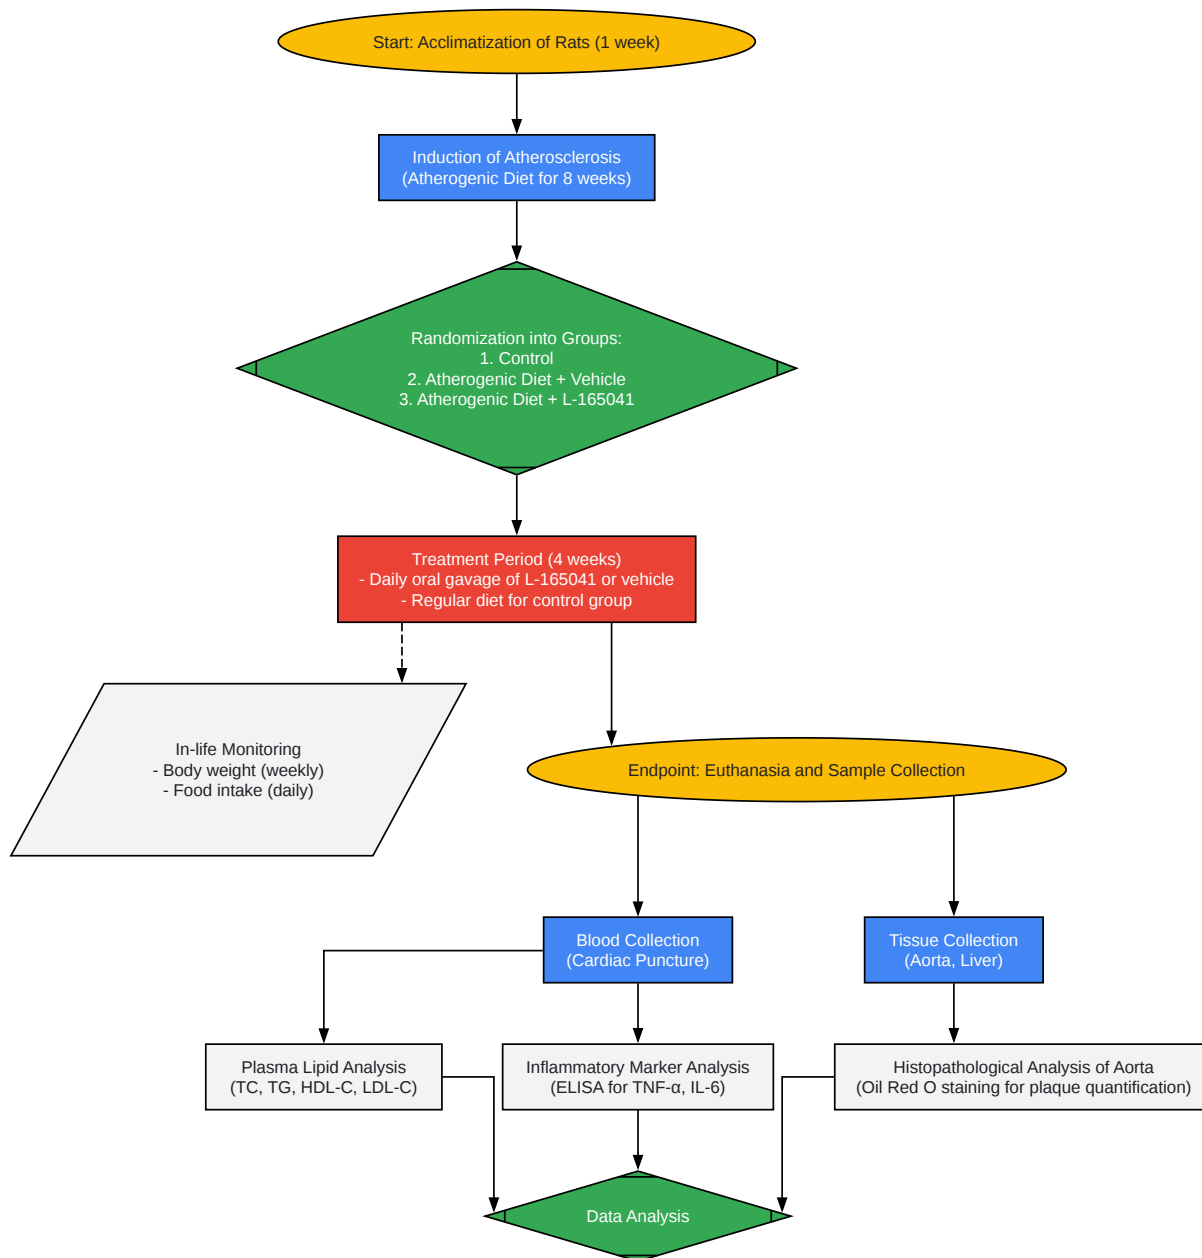 Start: Acclimatization of Rats (1 week)
Induction of Atherosclerosis
(Atherogenic Diet for 8 weeks)
Randomization into Groups:
1. Control
2. Atherogenic Diet + Vehicle
3. Atherogenic Diet + L-165041
Treatment Period (4 weeks)
- Daily oral gavage of L-165041 or vehicle
- Regular diet for control group
In-life Monitoring
- Body weight (weekly)
- Food intake (daily)
Endpoint: Euthanasia and Sample Collection
Blood Collection
(Cardiac Puncture)
Tissue Collection
(Aorta, Liver)
Plasma Lipid Analysis
(TC, TG, HDL-C, LDL-C)
Inflammatory Marker Analysis
(ELISA for TNF-α, IL-6)
Histopathological Analysis of Aorta
(Oil Red O staining for plaque quantification)
Data Analysis